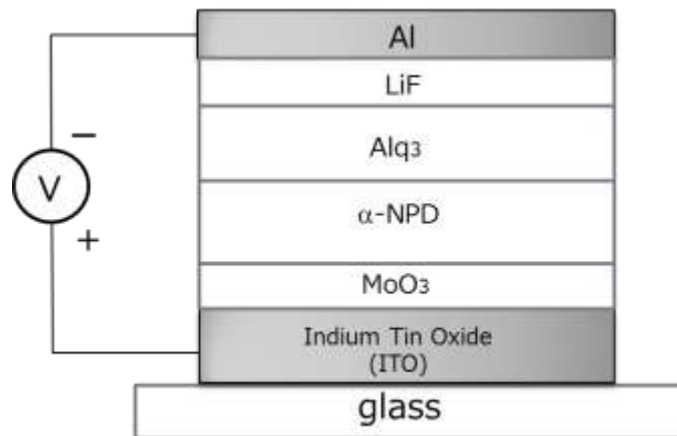 Al
LiF
Alq3
−
V
α-NPD
+
MoO3
Indium Tin Oxide
(ITO)
glass